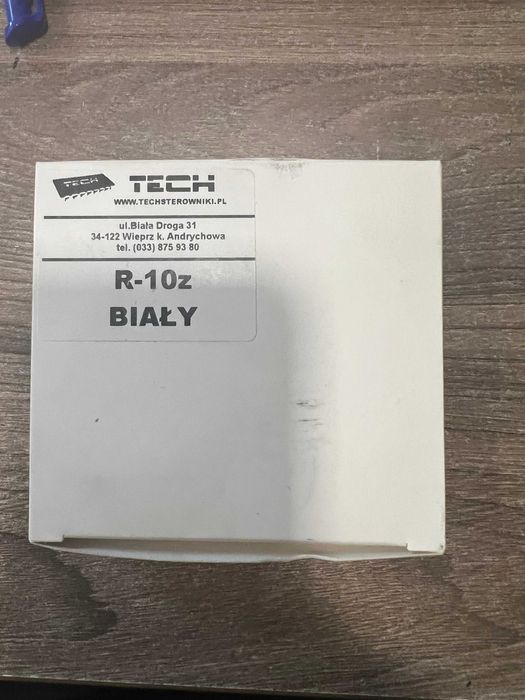 TECH
TECH
WWW.TECHSTEROWNIKI.PL
ul.Biała Droga 31
34-122 Wieprz k. Andrychowa
tel. (033) 875 93 80
R-10z
BIAŁY